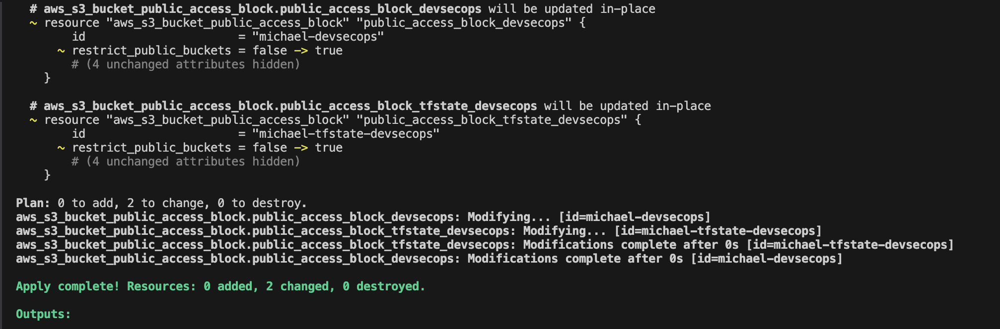 # aws_s3_bucket_public_access_block.public_access_block_devsecops will be updated in-place
~ resource "aws_s3_bucket_public_access_block" "public_access_block_devsecops" {
id = "michael-devsecops"
~ restrict_public_buckets = false -> true
# (4 unchanged attributes hidden)
}
# aws_s3_bucket_public_access_block.public_access_block_tfstate_devsecops will be updated in-place
~ resource "aws_s3_bucket_public_access_block" "public_access_block_tfstate_devsecops" {
id = "michael-tfstate-devsecops"
~ restrict_public_buckets = false -> true
# (4 unchanged attributes hidden)
}
Plan: 0 to add, 2 to change, 0 to destroy.
aws_s3_bucket_public_access_block.public_access_block_devsecops: Modifying... [id=michael-devsecops]
aws_s3_bucket_public_access_block.public_access_block_tfstate_devsecops: Modifying... [id=michael-tfstate-devsecops]
aws_s3_bucket_public_access_block.public_access_block_tfstate_devsecops: Modifications complete after 0s [id=michael-tfstate-devsecops]
aws_s3_bucket_public_access_block.public_access_block_devsecops: Modifications complete after 0s [id=michael-devsecops]
Apply complete! Resources: 0 added, 2 changed, 0 destroyed.
Outputs: